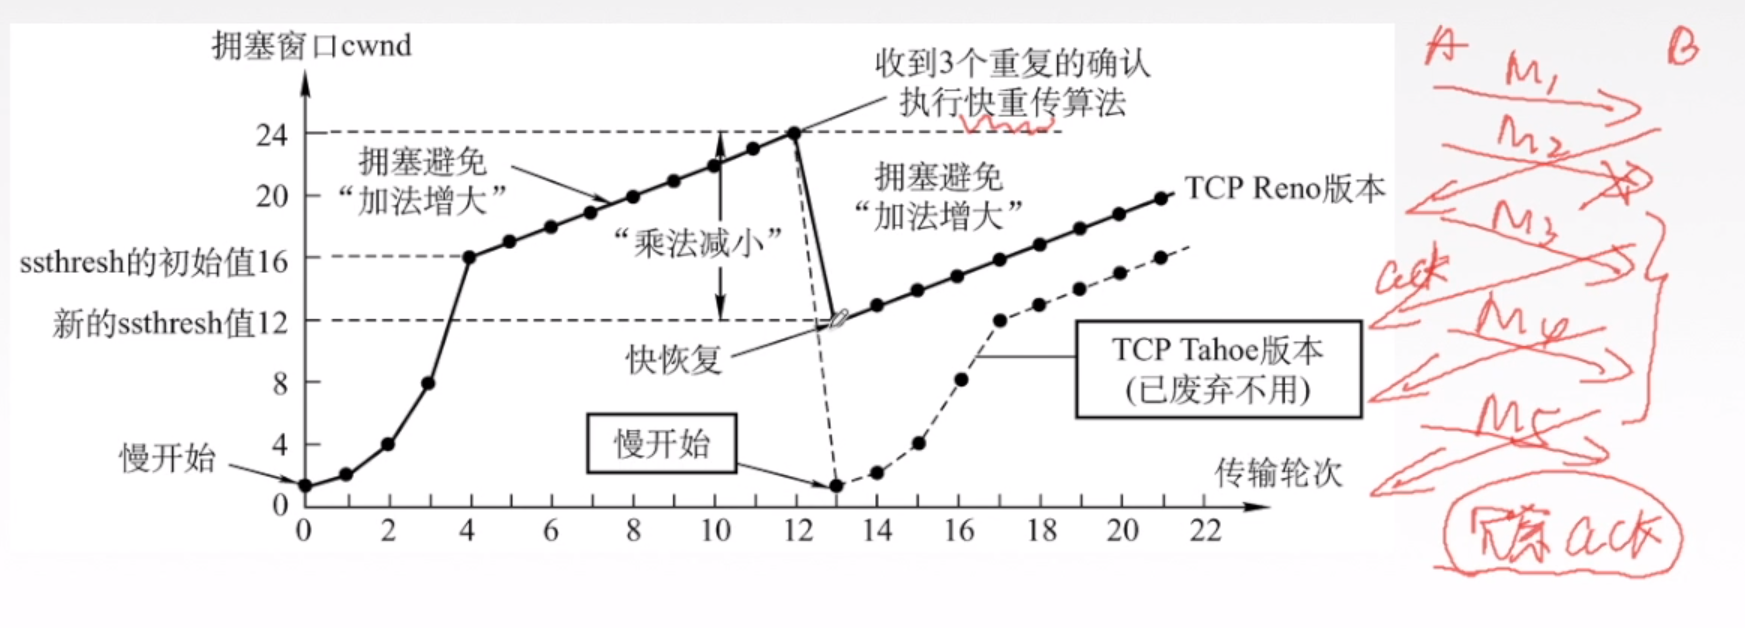 拥塞窗口cwnd
收到3个重复的确认
执行快重传算法
24
拥塞避免
“加法增大”
拥塞避免
“加法增大”
20
TCP Reno版本
“乘法减小”
ssthresh的初始值16
新的ssthresh值12
快恢复
TCP Tahoe版本
(已废弃不用)
8
4
慢开始
慢开始
传输轮次
0
0 2 4 6 8 10 12 14 16 18 20 22
A B
M1
M2
M3
ack
M4
M5
冗余ack